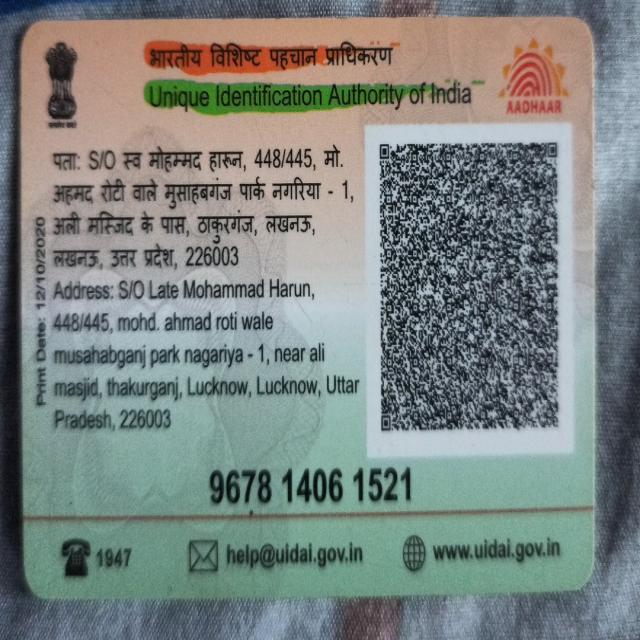 भारतीय विशिष्ट पहचान प्राधिकरण
Unique Identification Authority of India
AADHAAR
पता: S/O स्व मोहम्मद हारून, 448/445, मो.
अहमद रोटी वाले मुसाहबगंज पार्क नगरिया - 1,
अली मस्जिद के पास, ठाकुरगंज, लखनऊ,
लखनऊ, उत्तर प्रदेश, 226003
Address: S/O Late Mohammad Harun,
448/445, mohd. ahmad roti wale
musahabganj park nagariya - 1, near ali
masjid, thakurganj, Lucknow, Lucknow, Uttar
Pradesh, 226003
Print Date: 12/10/2020
9678 1406 1521
1947
help@uidai.gov.in
www.uidai.gov.in